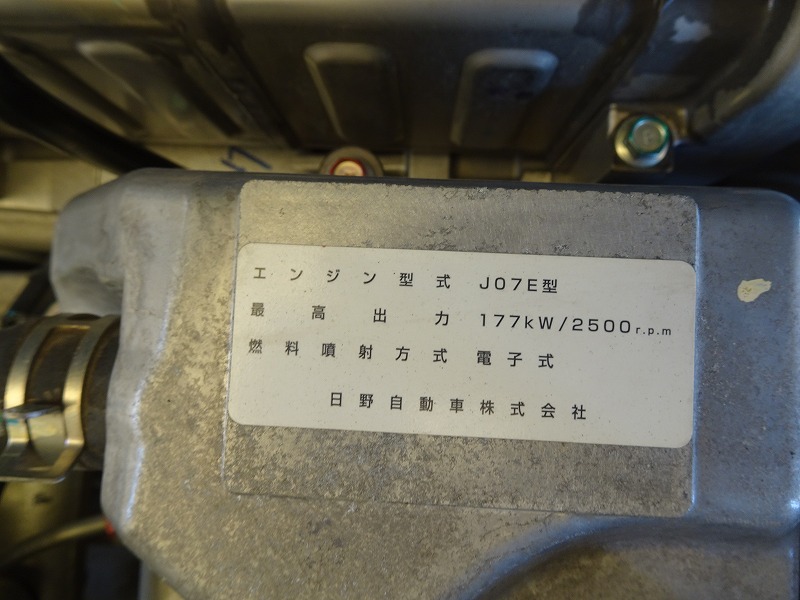 エンジン型式 J07E型
最高出力 177kW/2500r.p.m
燃料噴射方式 電子式
日野自動車株式会社